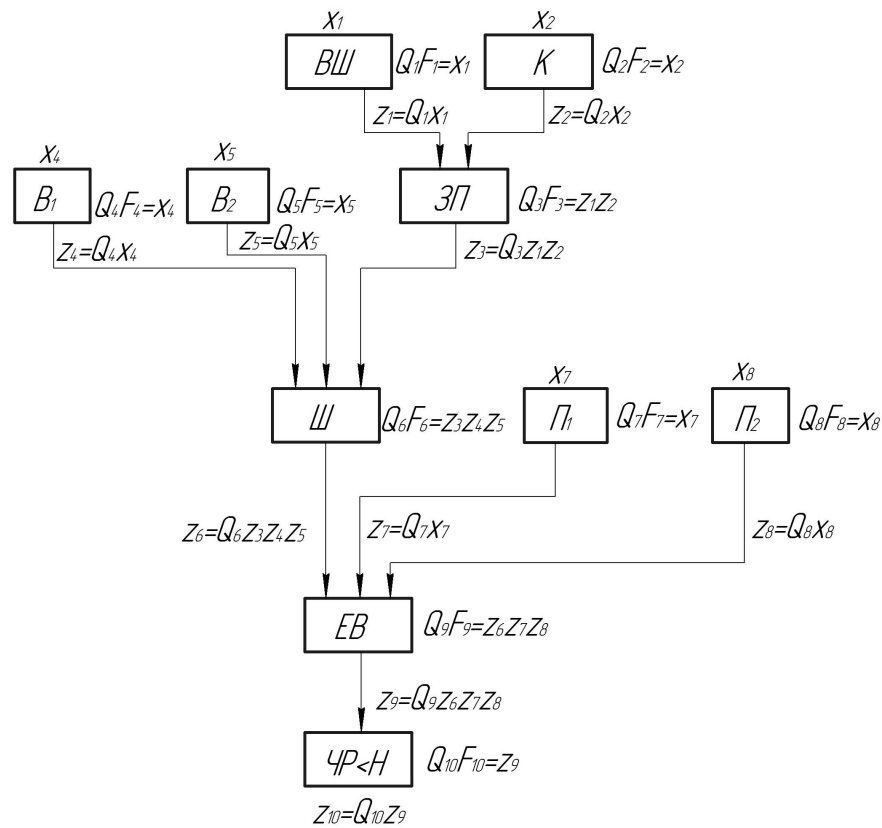 x₁ x₂
ВШ Q₁F₁=x₁ К Q₂F₂=x₂
z₁=Q₁x₁ z₂=Q₂x₂
x₄ x₅
В₁ Q₄F₄=x₄ В₂ Q₅F₅=x₅ ЗП Q₃F₃=z₁z₂
z₄=Q₄x₄ z₅=Q₅x₅ z₃=Q₃z₁z₂
x₇ x₈
Ш Q₆F₆=z₃z₄z₅ П₁ Q₇F₇=x₇ П₂ Q₈F₈=x₈
z₆=Q₆z₃z₄z₅ z₇=Q₇x₇ z₈=Q₈x₈
ЕВ Q₉F₉=z₆z₇z₈
z₉=Q₉z₆z₇z₈
ЧР<Н Q₁₀F₁₀=z₉
z₁₀=Q₁₀z₉